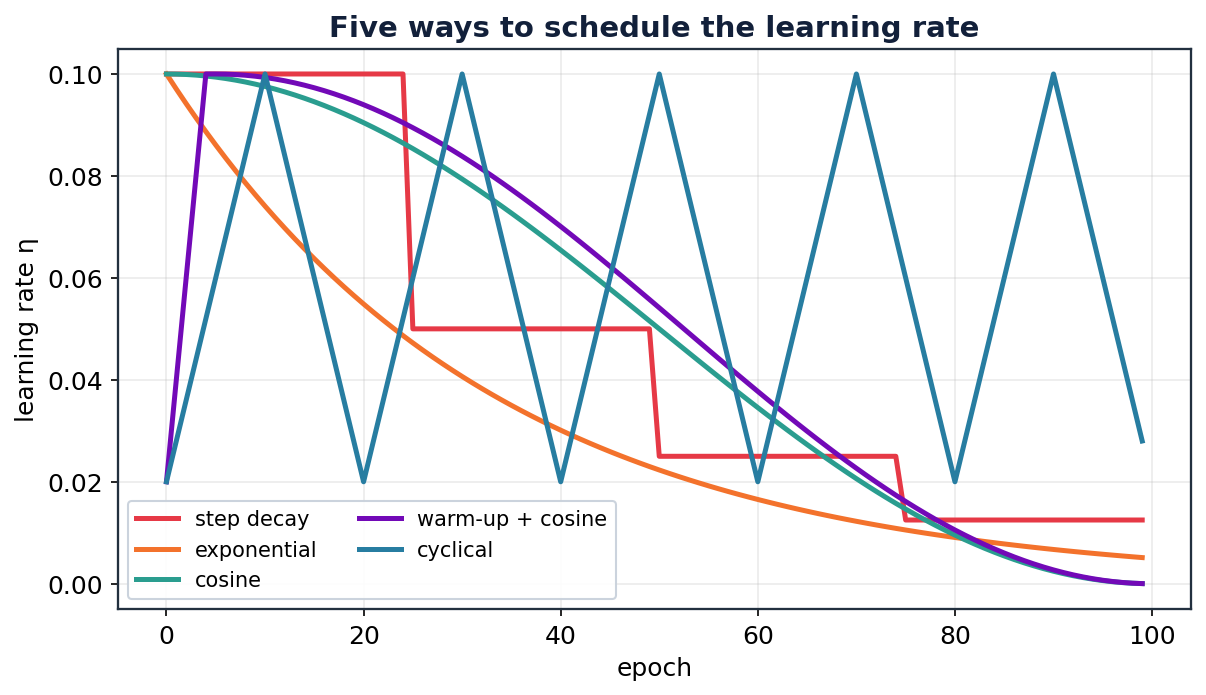 Five ways to schedule the learning rate
0.10
0.08
0.06
0.04
0.02
0.00
learning rate η
step decay
exponential
cosine
warm-up + cosine
cyclical
0 20 40 60 80 100
epoch